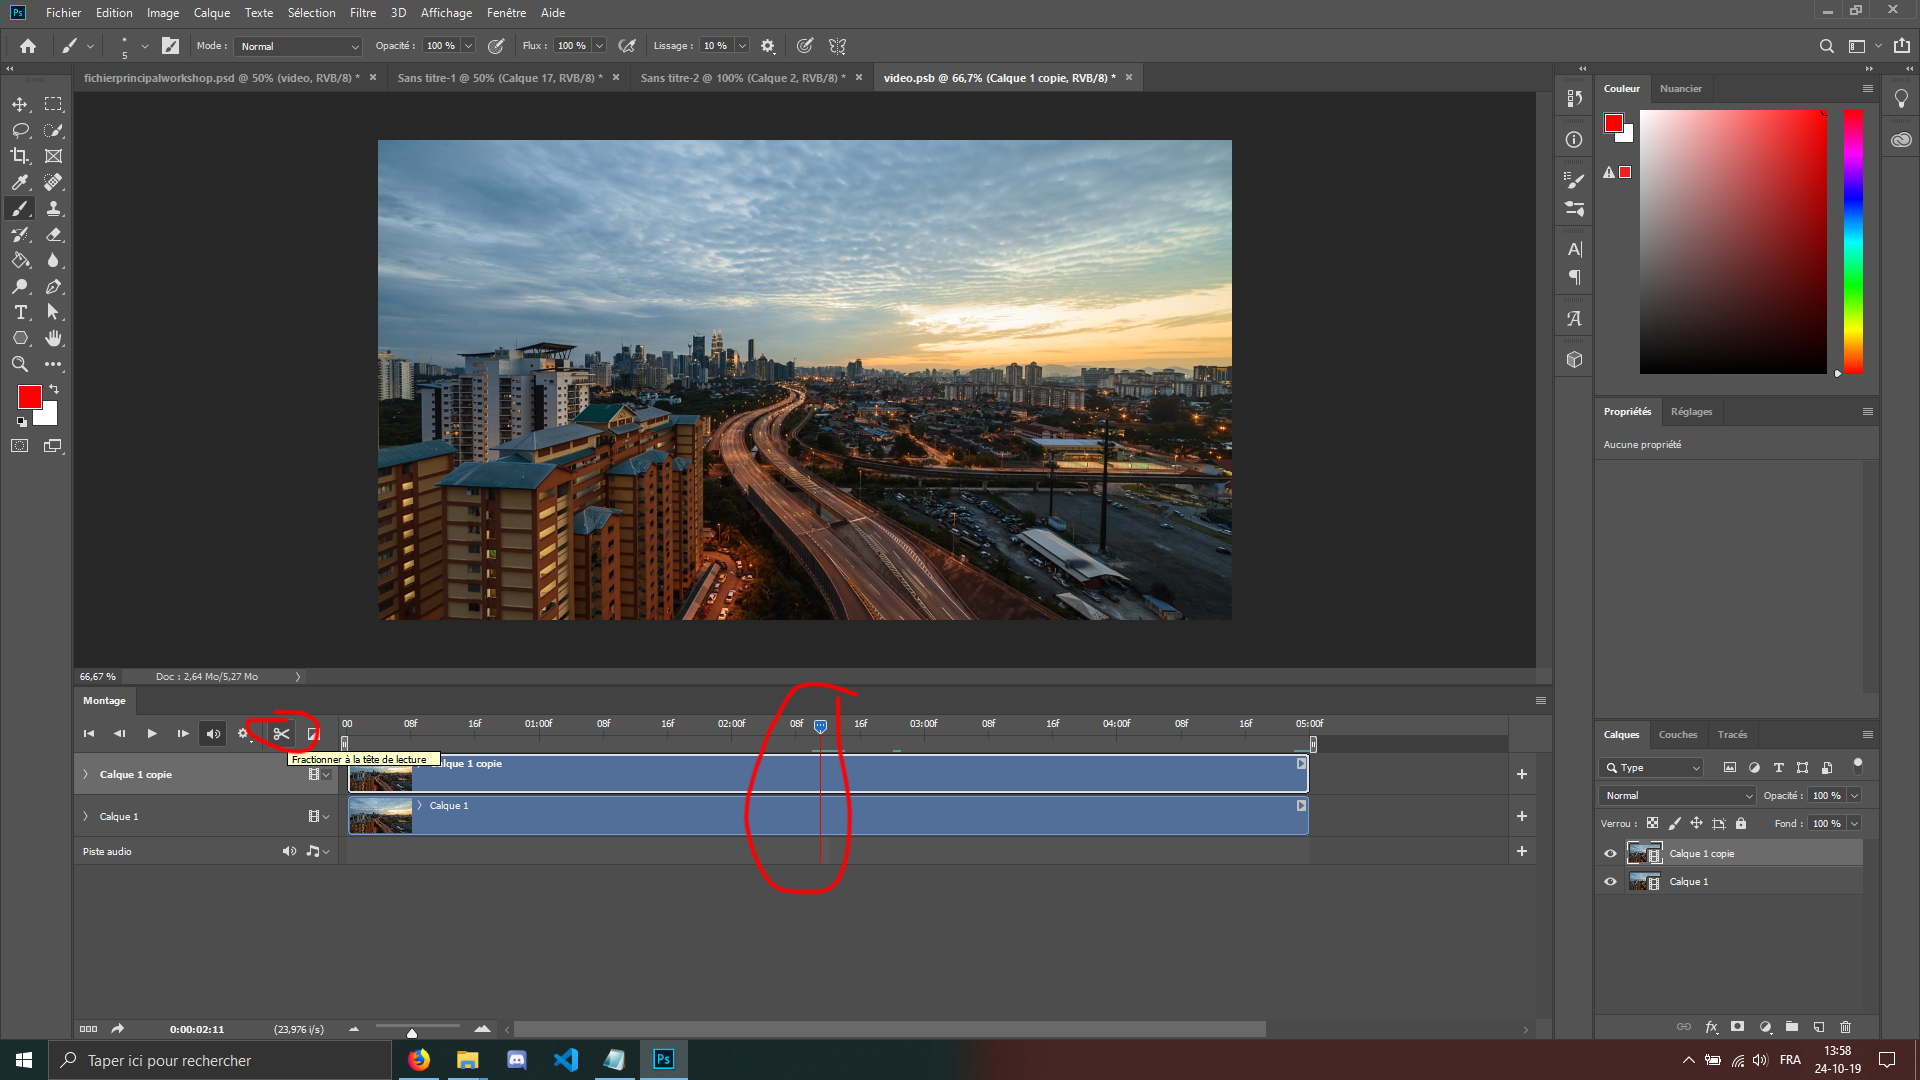 Ps Fichier Edition Image Calque Texte Sélection Filtre 3D Affichage Fenêtre Aide
5 Mode : Normal Opacité : 100 % Flux : 100 % Lissage : 10 %
fichierprincipalworkshop.psd @ 50% (video, RVB/8) * × Sans titre-1 @ 50% (Calque 17, RVB/8) * × Sans titre-2 @ 100% (Calque 2, RVB/8) * × video.psb @ 66,7% (Calque 1 copie, RVB/8) * ×
Couleur Nuancier
Propriétés Réglages
Aucune propriété
66,67 % Doc : 2,64 Mo/5,27 Mo
Montage
00 08f 16f 01:00f 08f 16f 02:00f 08f 16f 03:00f 08f 16f 04:00f 08f 16f 05:00f
Fractionner à la tête de lecture
Calque 1 copie
lque 1 copie
Calque 1
Calque 1
Piste audio
0:00:02:11 (23,976 i/s)
Calques Couches Tracés
Type
Normal Opacité : 100 %
Verrou : Fond : 100 %
Calque 1 copie
Calque 1
fx
Taper ici pour rechercher
Ps
FRA
13:58
24-10-19